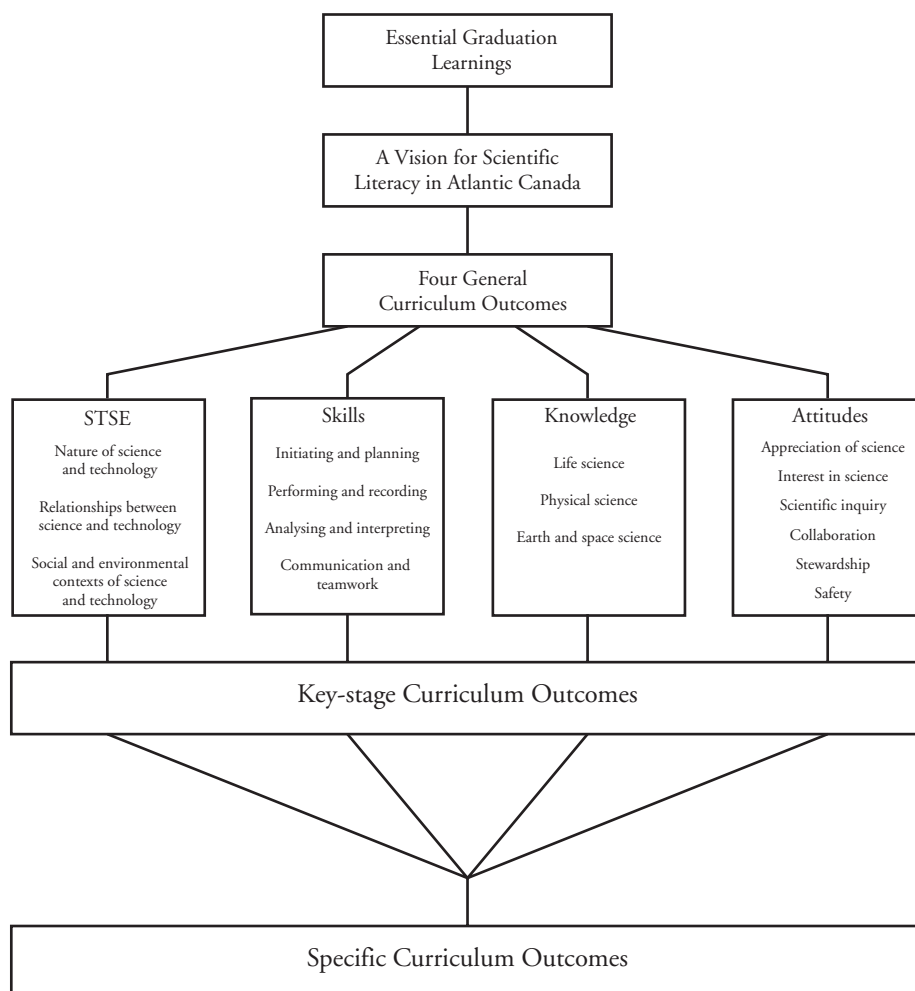 Essential Graduation
Learnings
A Vision for Scientific
Literacy in Atlantic Canada
Four General
Curriculum Outcomes
STSE
Nature of science
and technology
Relationships between
science and technology
Social and environmental
contexts of science
and technology
Skills
Initiating and planning
Performing and recording
Analysing and interpreting
Communication and
teamwork
Knowledge
Life science
Physical science
Earth and space science
Attitudes
Appreciation of science
Interest in science
Scientific inquiry
Collaboration
Stewardship
Safety
Key-stage Curriculum Outcomes
Specific Curriculum Outcomes